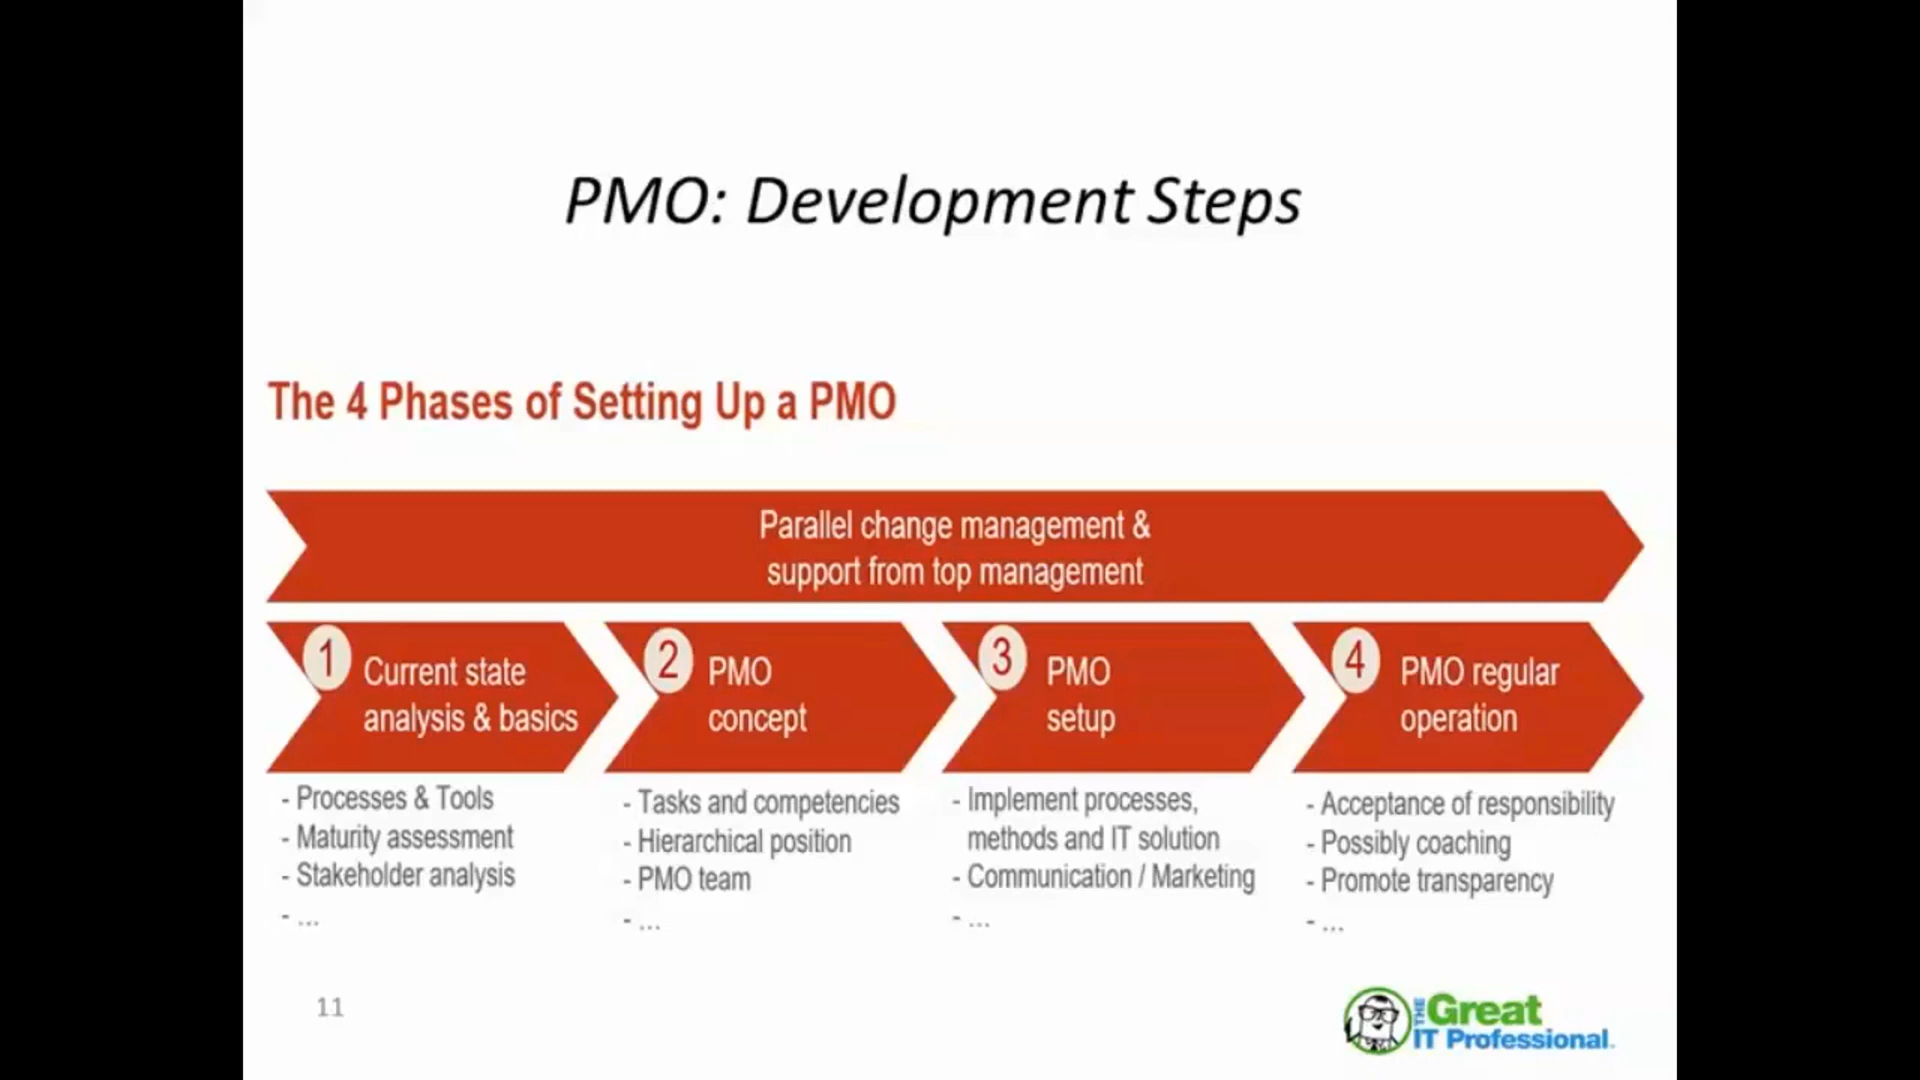 PMO: Development Steps
The 4 Phases of Setting Up a PMO
Parallel change management &
support from top management
1
Current state
analysis & basics
- Processes & Tools
- Maturity assessment
- Stakeholder analysis
- ...
2
PMO
concept
- Tasks and competencies
- Hierarchical position
- PMO team
- ...
3
PMO
setup
- Implement processes,
methods and IT solution
- Communication / Marketing
- ...
4
PMO regular
operation
- Acceptance of responsibility
- Possibly coaching
- Promote transparency
- ...
11
THE Great
IT Professional.